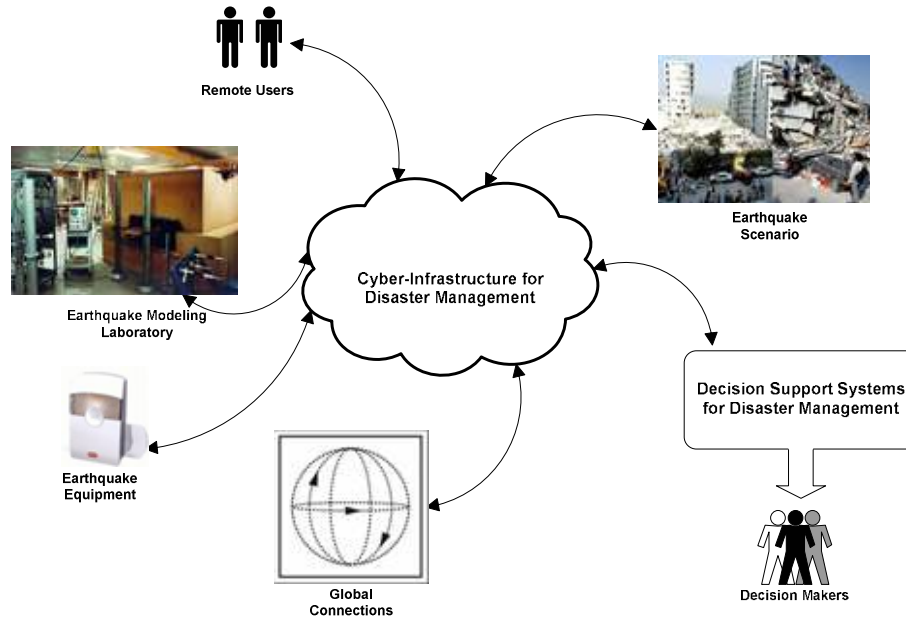 Remote Users
Earthquake
Scenario
Cyber-Infrastructure for
Disaster Management
Earthquake Modeling
Laboratory
Decision Support Systems
for Disaster Management
Earthquake
Equipment
Global
Connections
Decision Makers